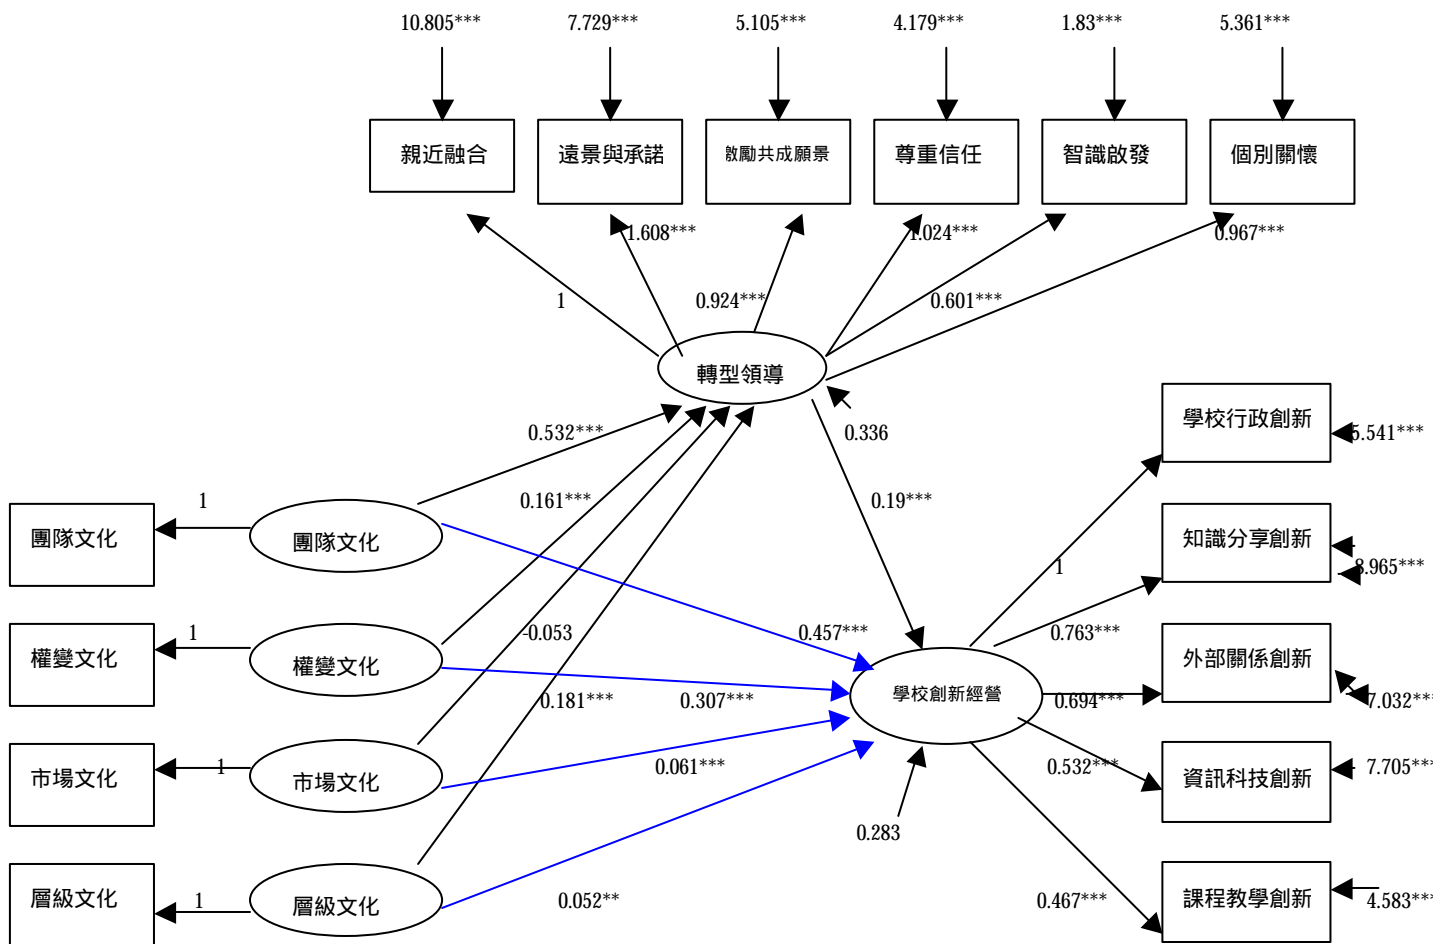 10.805***
7.729***
5.105***
4.179***
1.83***
5.361***
親近融合
遠景與承諾
激勵共成願景
尊重信任
智識啟發
個別關懷
1.608***
1.024***
0.967***
1
0.924***
0.601***
轉型領導
0.532***
0.336
學校行政創新
5.541***
0.161***
0.19***
1
團隊文化
團隊文化
知識分享創新
1
8.965***
-0.053
0.457***
0.763***
1
權變文化
權變文化
外部關係創新
0.181***
0.307***
學校創新經營
0.694***
7.032***
1
市場文化
市場文化
0.061***
0.532***
資訊科技創新
7.705***
0.283
1
層級文化
層級文化
0.052**
0.467***
課程教學創新
4.583***